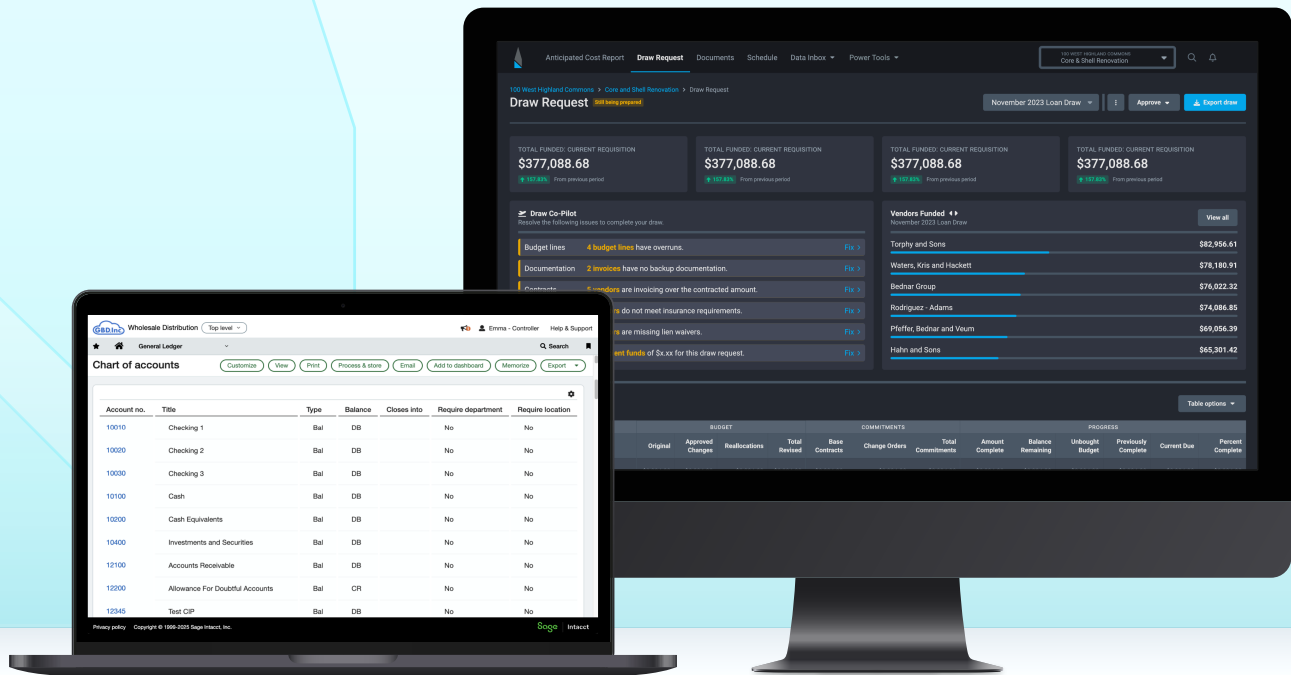 Anticipated Cost Report Draw Request Documents Schedule Data Inbox Power Tools
100 WEST HIGHLAND COMMONS
Core & Shell Renovation
100 West Highland Commons > Core and Shell Renovation > Draw Request
Draw Request Still being prepared
November 2023 Loan Draw Approve Export draw
TOTAL FUNDED: CURRENT REQUISITION
$377,088.68
157.83% From previous period
TOTAL FUNDED: CURRENT REQUISITION
$377,088.68
157.83% From previous period
TOTAL FUNDED: CURRENT REQUISITION
$377,088.68
157.83% From previous period
TOTAL FUNDED: CURRENT REQUISITION
$377,088.68
157.83% From previous period
Draw Co-Pilot
Resolve the following issues to complete your draw.
Budget lines 4 budget lines have overruns. Fix >
Documentation 2 invoices have no backup documentation. Fix >
Contracts 5 vendors are invoicing over the contracted amount. Fix >
rs do not meet insurance requirements. Fix >
rs are missing lien waivers. Fix >
ent funds of $x.xx for this draw request. Fix >
Vendors Funded
November 2023 Loan Draw
View all
Torphy and Sons $82,956.61
Waters, Kris and Hackett $78,180.91
Bednar Group $76,022.32
Rodriguez - Adams $74,086.85
Pfeffer, Bednar and Veum $69,056.39
Hahn and Sons $65,301.42
Table options
BUDGET COMMITMENTS PROGRESS
Original Approved Changes Reallocations Total Revised Base Contracts Change Orders Total Commitments Amount Complete Balance Remaining Unbought Budget Previously Complete Current Due Percent Complete
GBD.Inc Wholesale Distribution Top level Emma - Controller Help & Support
General Ledger Search
Chart of accounts Customize View Print Process & store Email Add to dashboard Memorize Export
Account no. Title Type Balance Closes into Require department Require location
10010 Checking 1 Bal DB No No
10020 Checking 2 Bal DB No No
10030 Checking 3 Bal DB No No
10100 Cash Bal DB No No
10200 Cash Equivalents Bal DB No No
10400 Investments and Securities Bal DB No No
12100 Accounts Receivable Bal DB No No
12200 Allowance For Doubtful Accounts Bal CR No No
12345 Test CIP Bal DB No No
Privacy policy Copyright © 1999-2025 Sage Intacct, Inc. Sage Intacct